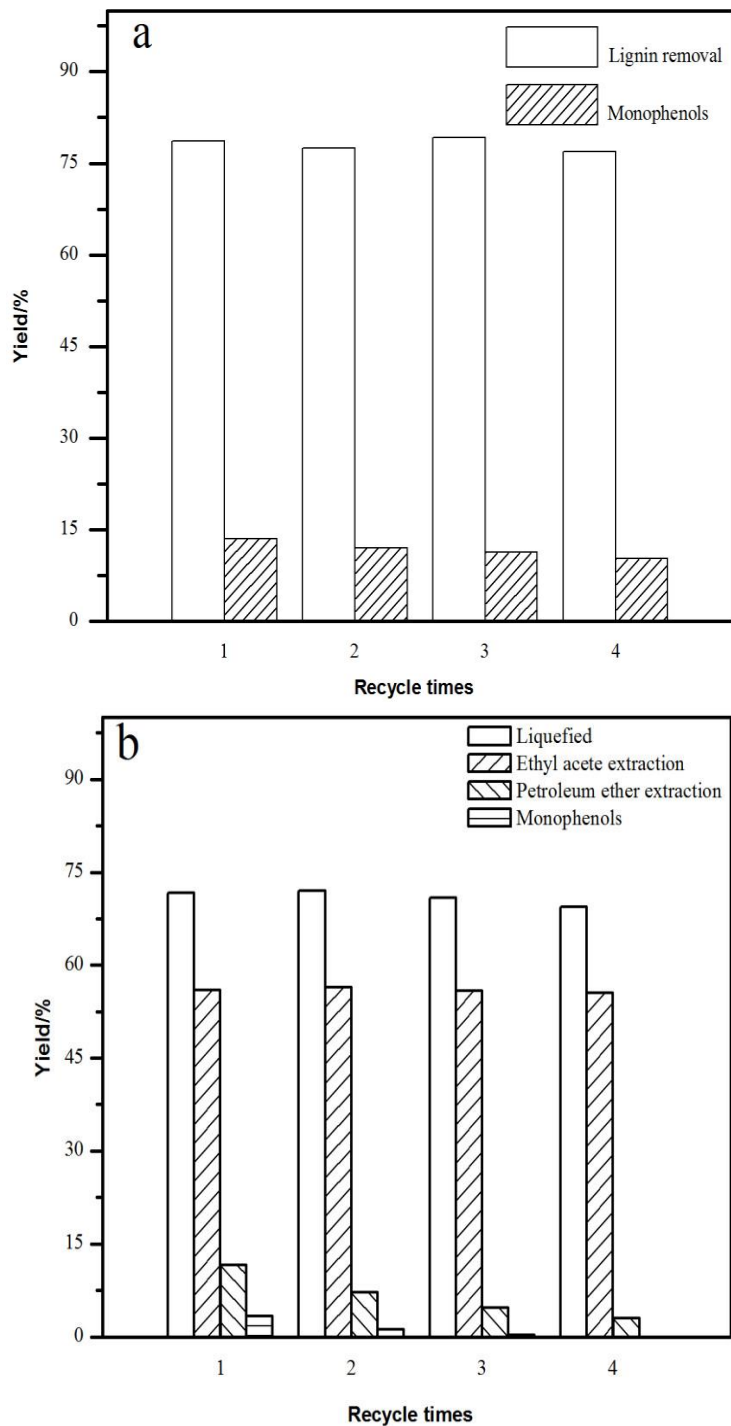 a
Lignin removal
Monophenols
90
75
60
45
30
15
0
Yield/%
1 2 3 4
Recycle times
b
Liquefied
Ethyl acete extraction
Petroleum ether extraction
Monophenols
90
75
60
45
30
15
0
Yield/%
1 2 3 4
Recycle times